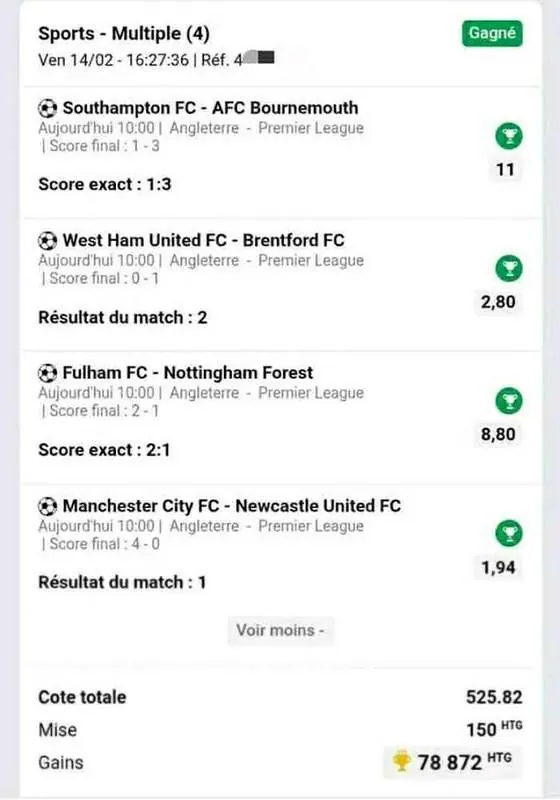 Sports - Multiple (4)
Gagné
Ven 14/02 - 16:27:36 | Réf. 4
Southampton FC - AFC Bournemouth
Aujourd'hui 10:00 | Angleterre - Premier League
| Score final : 1 - 3
11
Score exact : 1:3
West Ham United FC - Brentford FC
Aujourd'hui 10:00 | Angleterre - Premier League
| Score final : 0 - 1
2,80
Résultat du match : 2
Fulham FC - Nottingham Forest
Aujourd'hui 10:00 | Angleterre - Premier League
| Score final : 2 - 1
8,80
Score exact : 2:1
Manchester City FC - Newcastle United FC
Aujourd'hui 10:00 | Angleterre - Premier League
| Score final : 4 - 0
1,94
Résultat du match : 1
Voir moins -
Cote totale 525.82
Mise 150 HTG
Gains 78 872 HTG